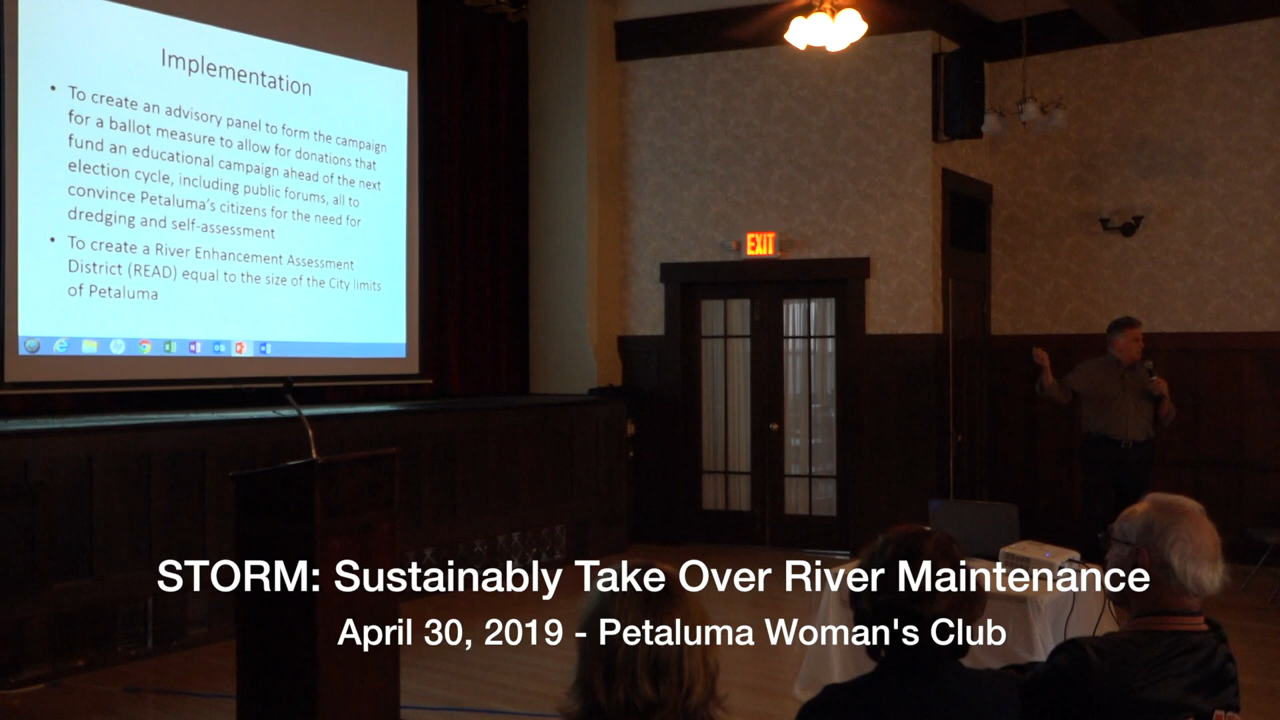 Implementation
• To create an advisory panel to form the campaign
for a ballot measure to allow for donations that
fund an educational campaign ahead of the next
election cycle, including public forums, all to
convince Petaluma's citizens for the need for
dredging and self-assessment
• To create a River Enhancement Assessment
District (READ) equal to the size of the City limits
of Petaluma
EXIT
STORM: Sustainably Take Over River Maintenance
April 30, 2019 - Petaluma Woman's Club